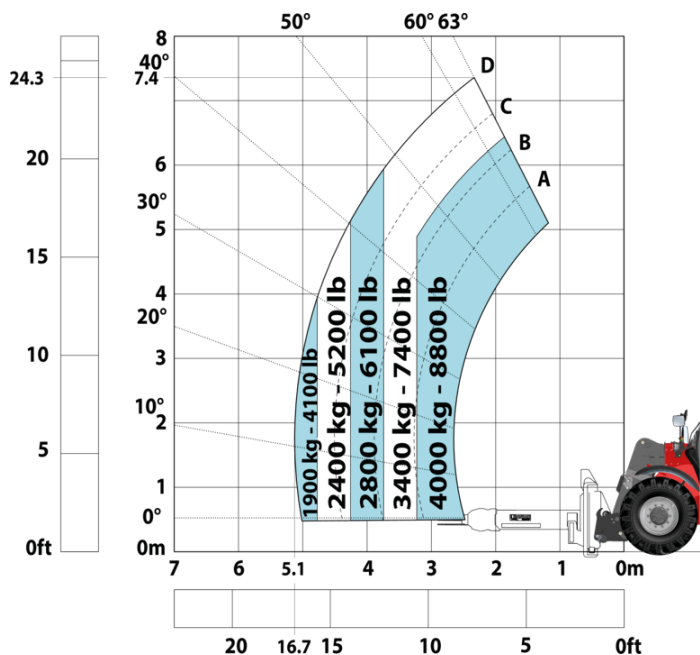 50°
60° 63°
8
40°
24.3
7.4
D
C
B
A
20
6
30°
15
5
4
20°
10
3
10°
2
5
1
0°
0ft
0m
1900 kg - 4100 lb
2400 kg - 5200 lb
2800 kg - 6100 lb
3400 kg - 7400 lb
4000 kg - 8800 lb
7 6 5.1 4 3 2 1 0m
20 16.7 15 10 5 0ft